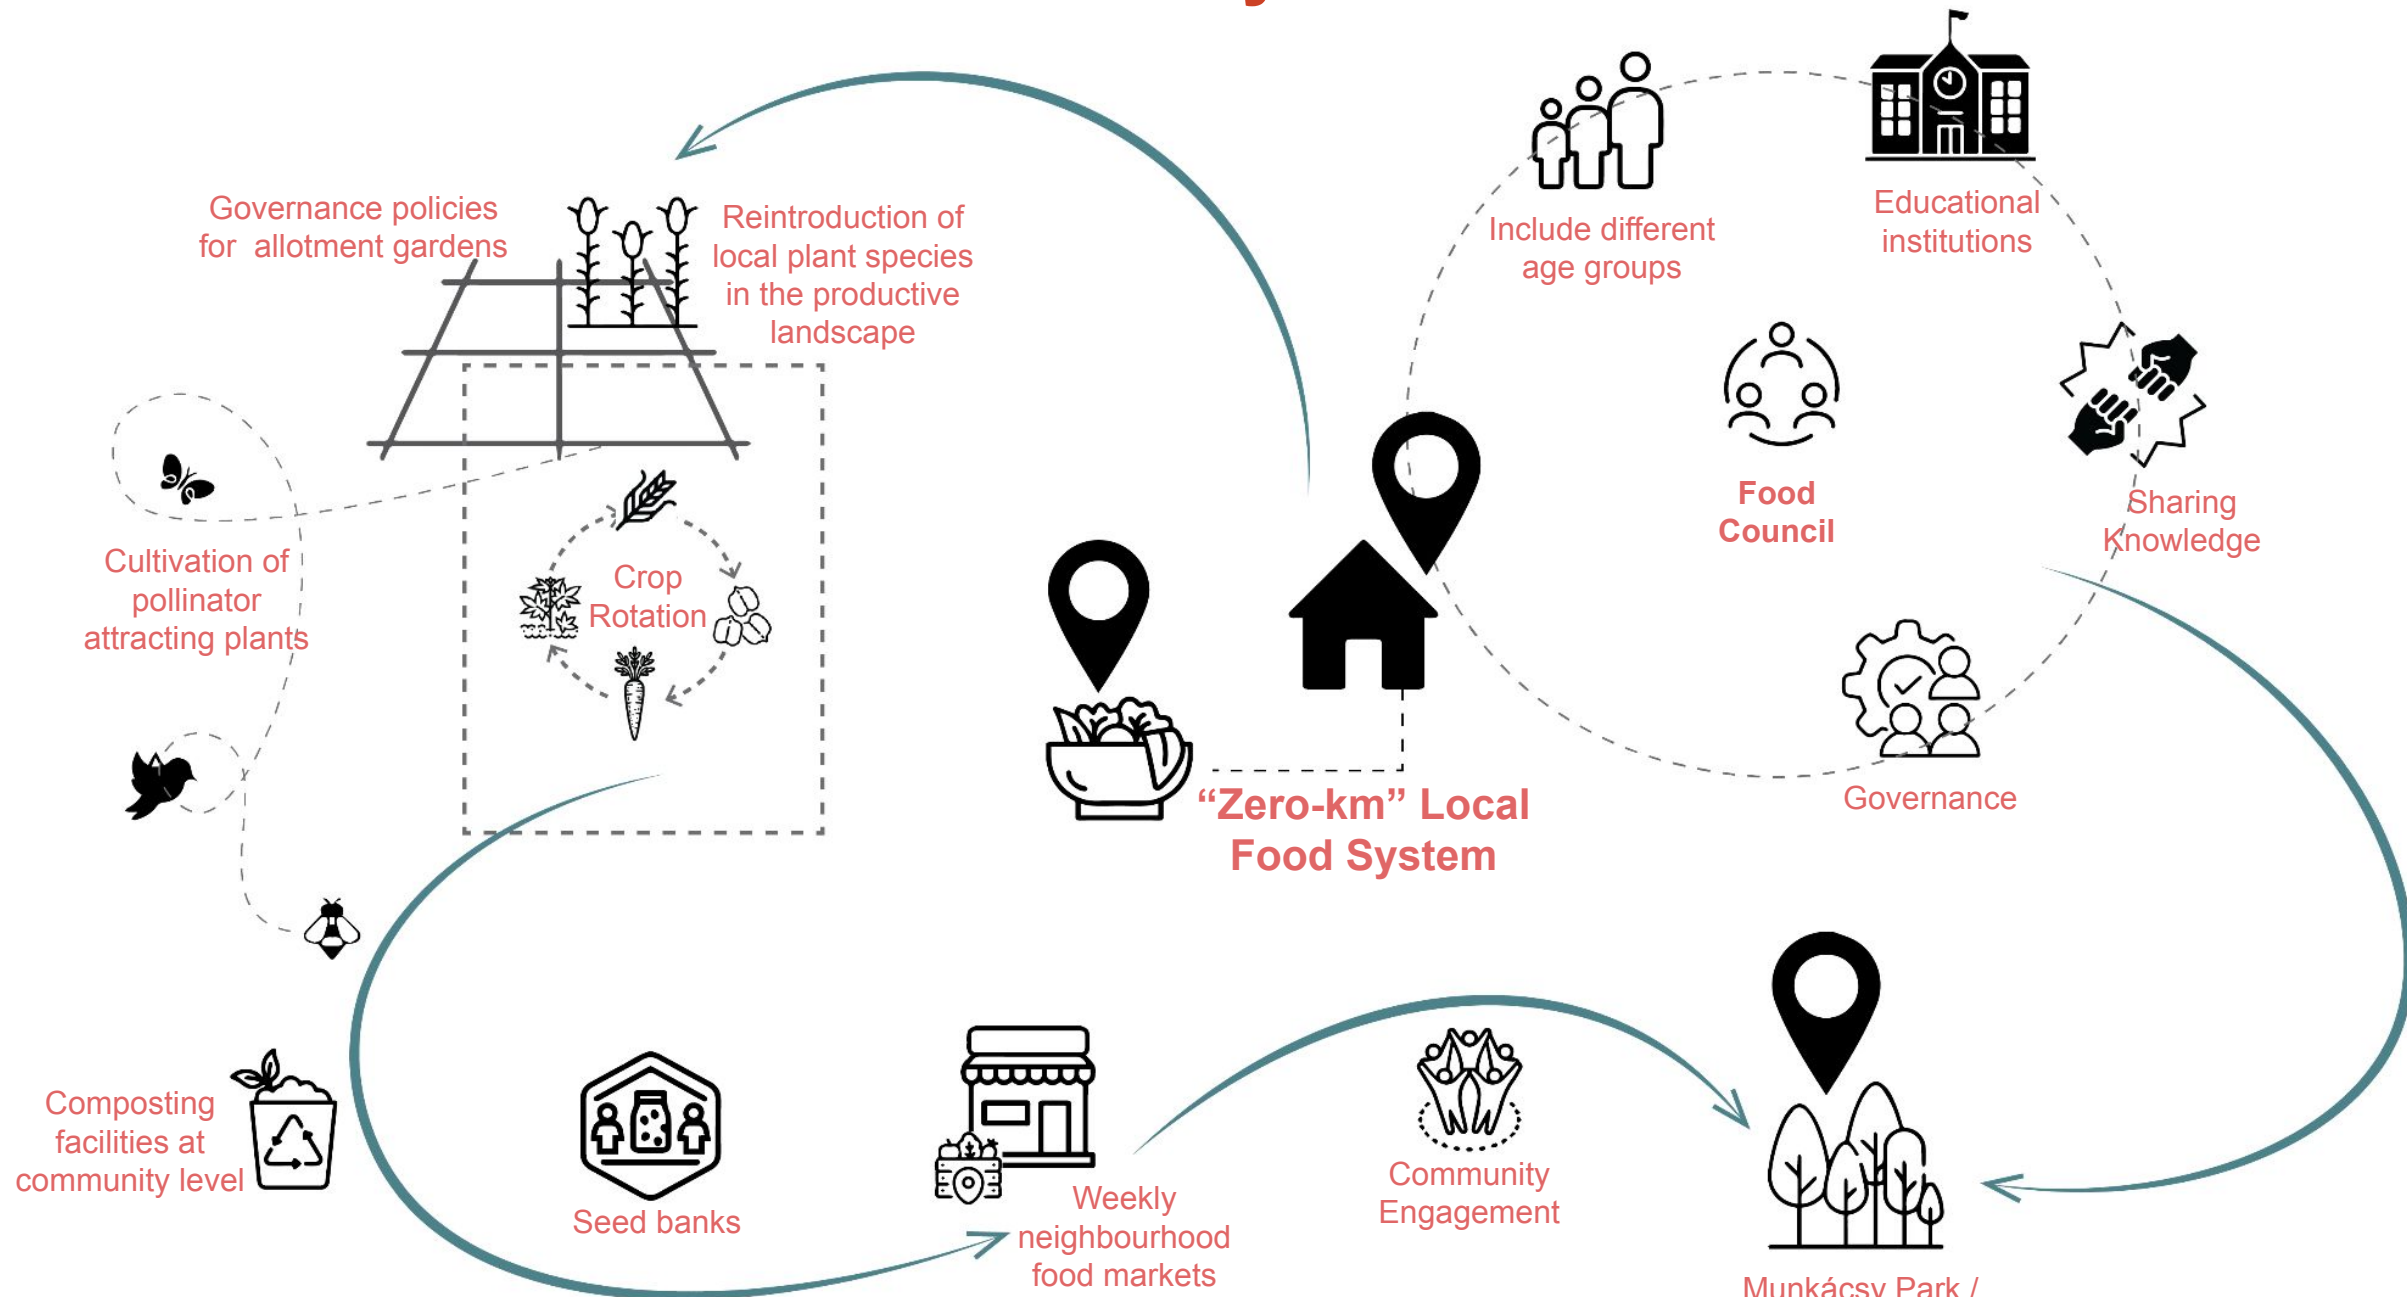 Governance policies
for allotment gardens
Reintroduction of
local plant species
in the productive
landscape
Include different
age groups
Educational
institutions
Food
Council
Sharing
Knowledge
Crop
Rotation
Cultivation of
pollinator
attracting plants
“Zero-km” Local
Food System
Governance
Composting
facilities at
community level
Seed banks
Weekly
neighbourhood
food markets
Community
Engagement
Munkácsy Park /